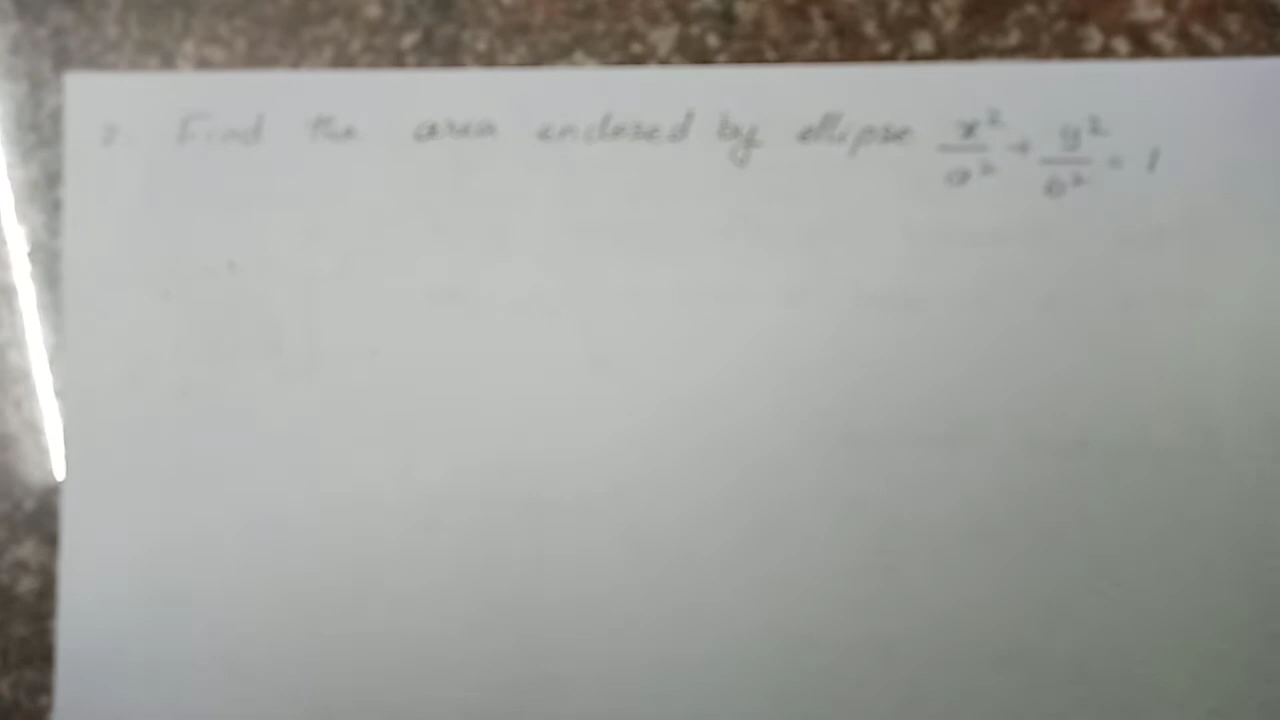 Find the area enclosed by ellipse x²/a² + y²/b² = 1